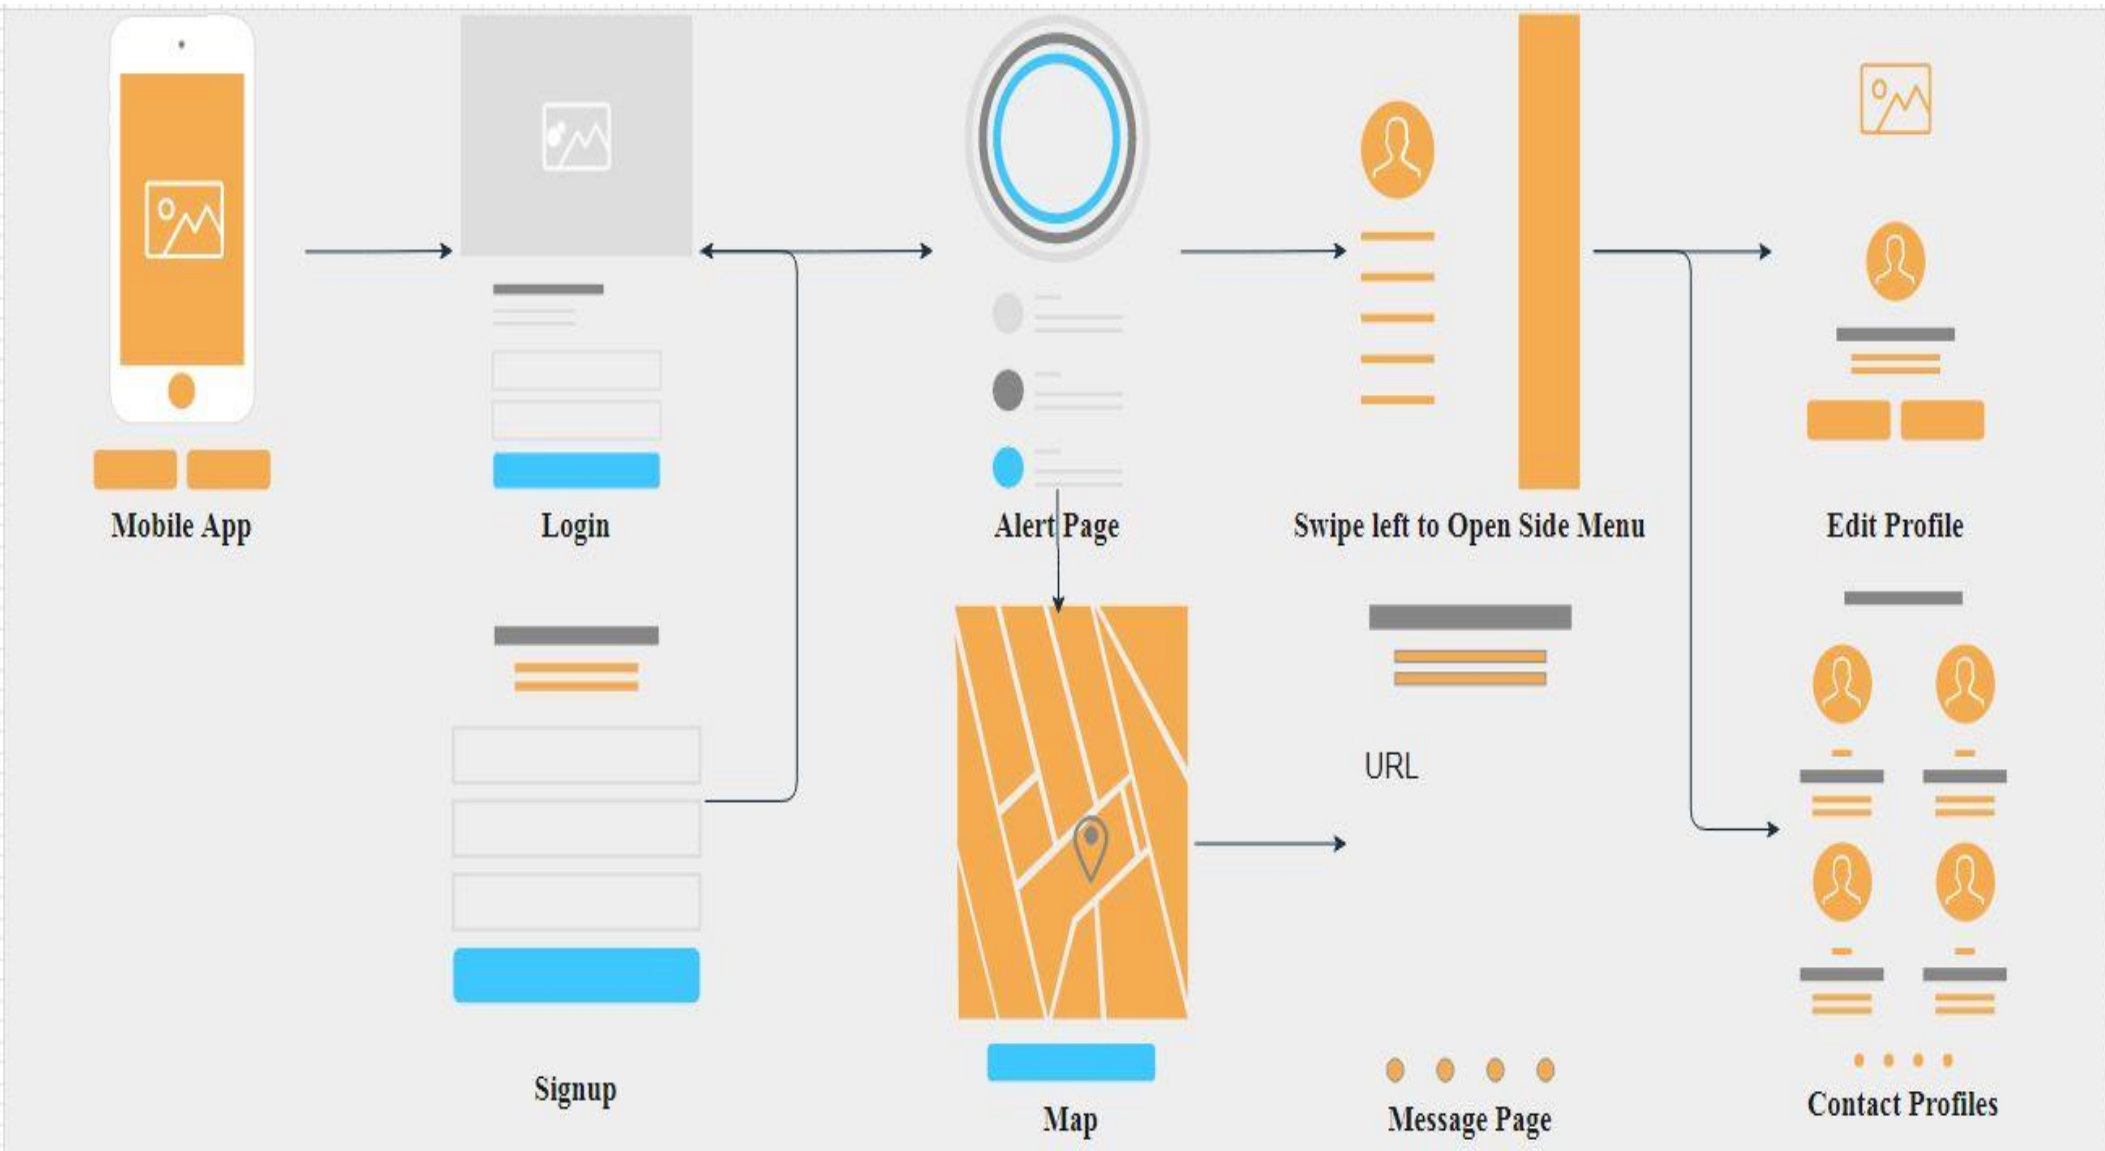 Mobile App
Login
Alert Page
Swipe left to Open Side Menu
Edit Profile
URL
Signup
Map
Message Page
Contact Profiles